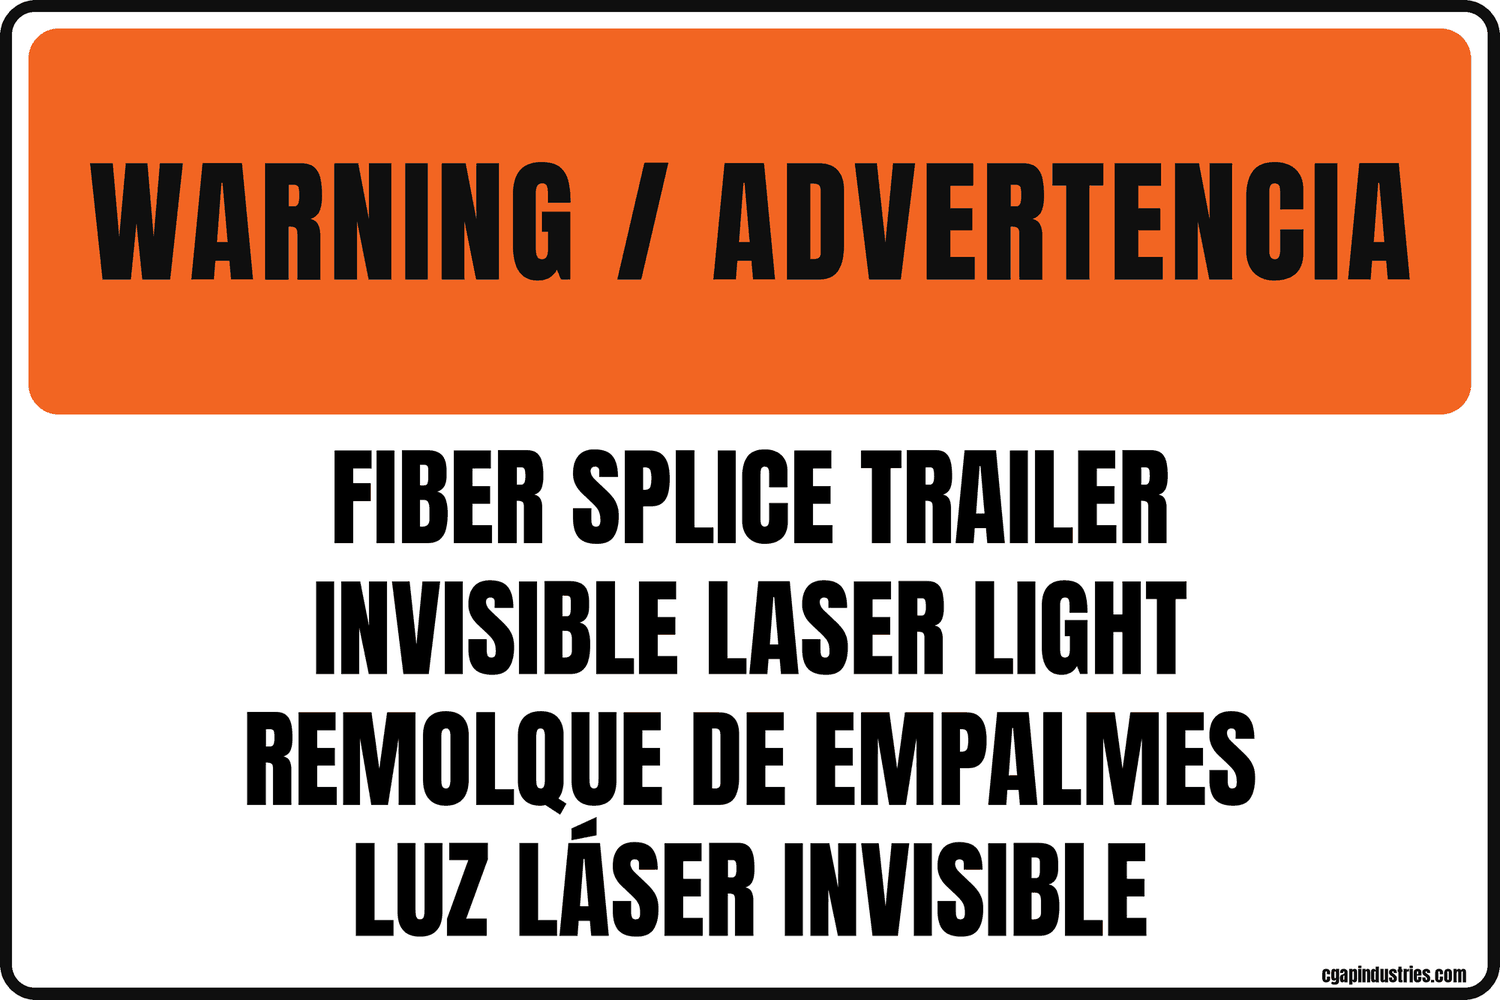 WARNING / ADVERTENCIA
FIBER SPLICE TRAILER
INVISIBLE LASER LIGHT
REMOLQUE DE EMPALMES
LUZ LÁSER INVISIBLE
cgapindustries.com